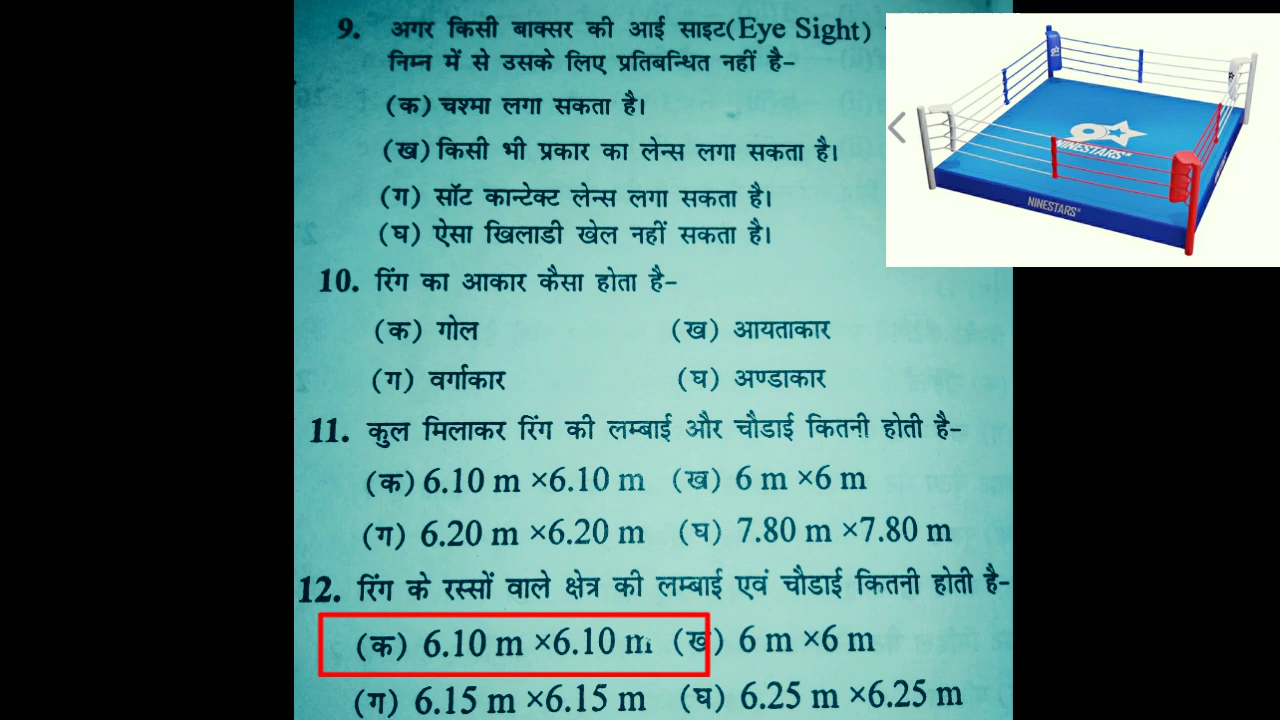 9. अगर किसी बाक्सर की आई साइट(Eye Sight)
निम्न में से उसके लिए प्रतिबन्धित नहीं है–
(क) चश्मा लगा सकता है।
(ख) किसी भी प्रकार का लेन्स लगा सकता है।
(ग) सॉट कान्टेक्ट लेन्स लगा सकता है।
(घ) ऐसा खिलाडी खेल नहीं सकता है।
10. रिंग का आकार कैसा होता है–
(क) गोल (ख) आयताकार
(ग) वर्गाकार (घ) अण्डाकार
11. कुल मिलाकर रिंग की लम्बाई और चौडाई कितनी होती है–
(क) 6.10 m ×6.10 m (ख) 6 m ×6 m
(ग) 6.20 m ×6.20 m (घ) 7.80 m ×7.80 m
12. रिंग के रस्सों वाले क्षेत्र की लम्बाई एवं चौडाई कितनी होती है–
(क) 6.10 m ×6.10 m (ख) 6 m ×6 m
(ग) 6.15 m ×6.15 m (घ) 6.25 m ×6.25 m
NINESTARS
NINESTARS